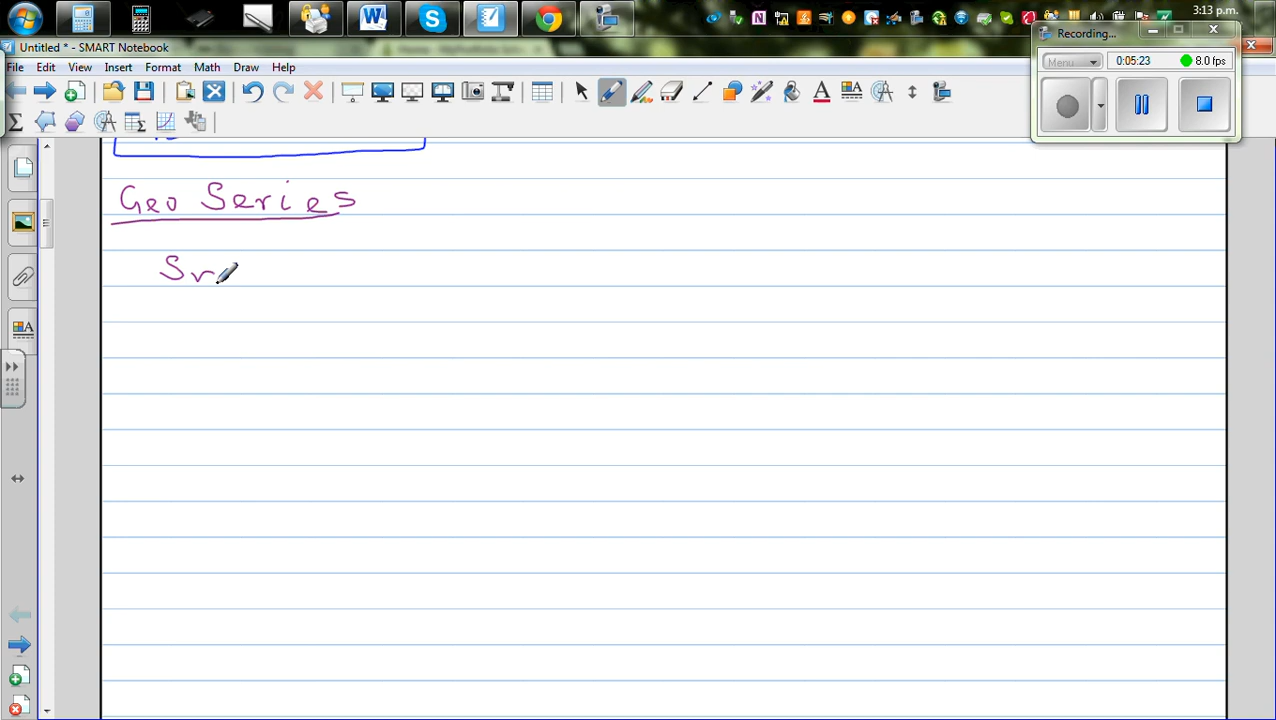 3:13 p.m.
Untitled * - SMART Notebook
Recording...
File Edit View Insert Format Math Draw Help
Menu 0:05:23 8.0 fps
Geo Series
S